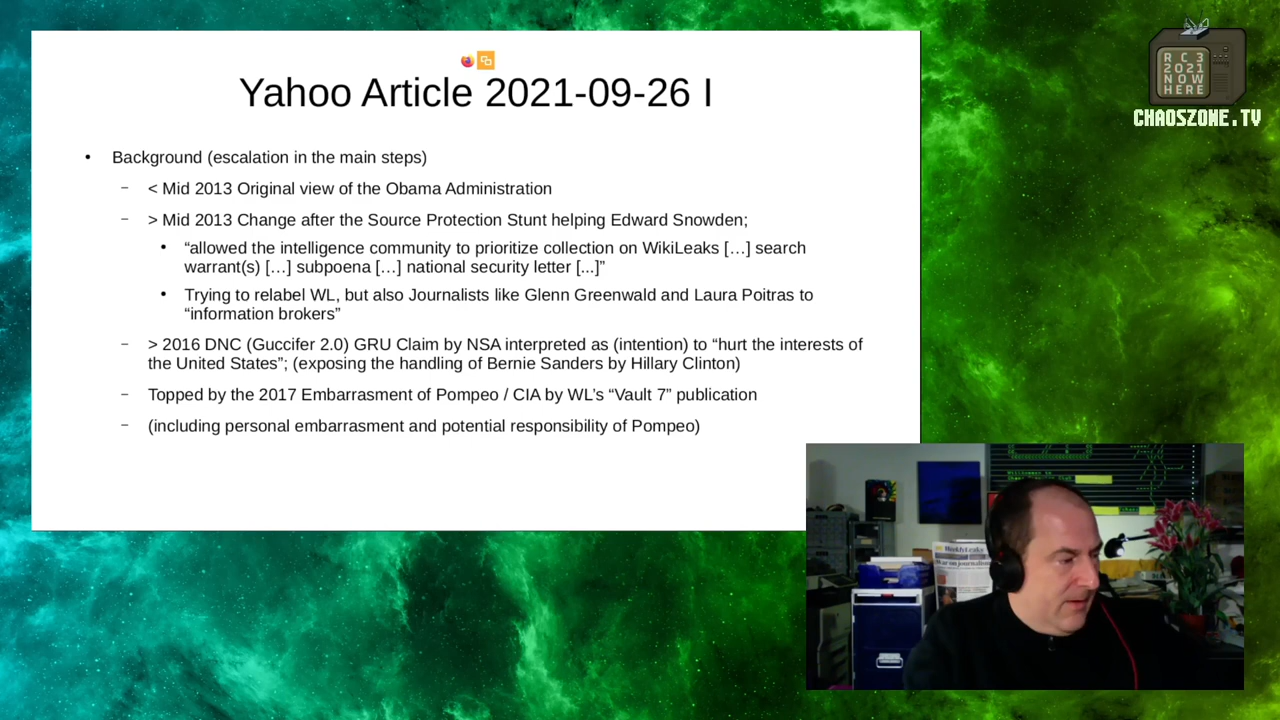 Yahoo Article 2021-09-26 I
• Background (escalation in the main steps)
– < Mid 2013 Original view of the Obama Administration
– > Mid 2013 Change after the Source Protection Stunt helping Edward Snowden;
• “allowed the intelligence community to prioritize collection on WikiLeaks […] search
warrant(s) […] subpoena […] national security letter [...]”
• Trying to relabel WL, but also Journalists like Glenn Greenwald and Laura Poitras to
“information brokers”
– > 2016 DNC (Guccifer 2.0) GRU Claim by NSA interpreted as (intention) to “hurt the interests of
the United States”; (exposing the handling of Bernie Sanders by Hillary Clinton)
– Topped by the 2017 Embarrasment of Pompeo / CIA by WL’s “Vault 7” publication
– (including personal embarrasment and potential responsibility of Pompeo)
RC3
2021
NOW
HERE
CHAOSZONE.TV
WeeklyLeaks
War on journalism